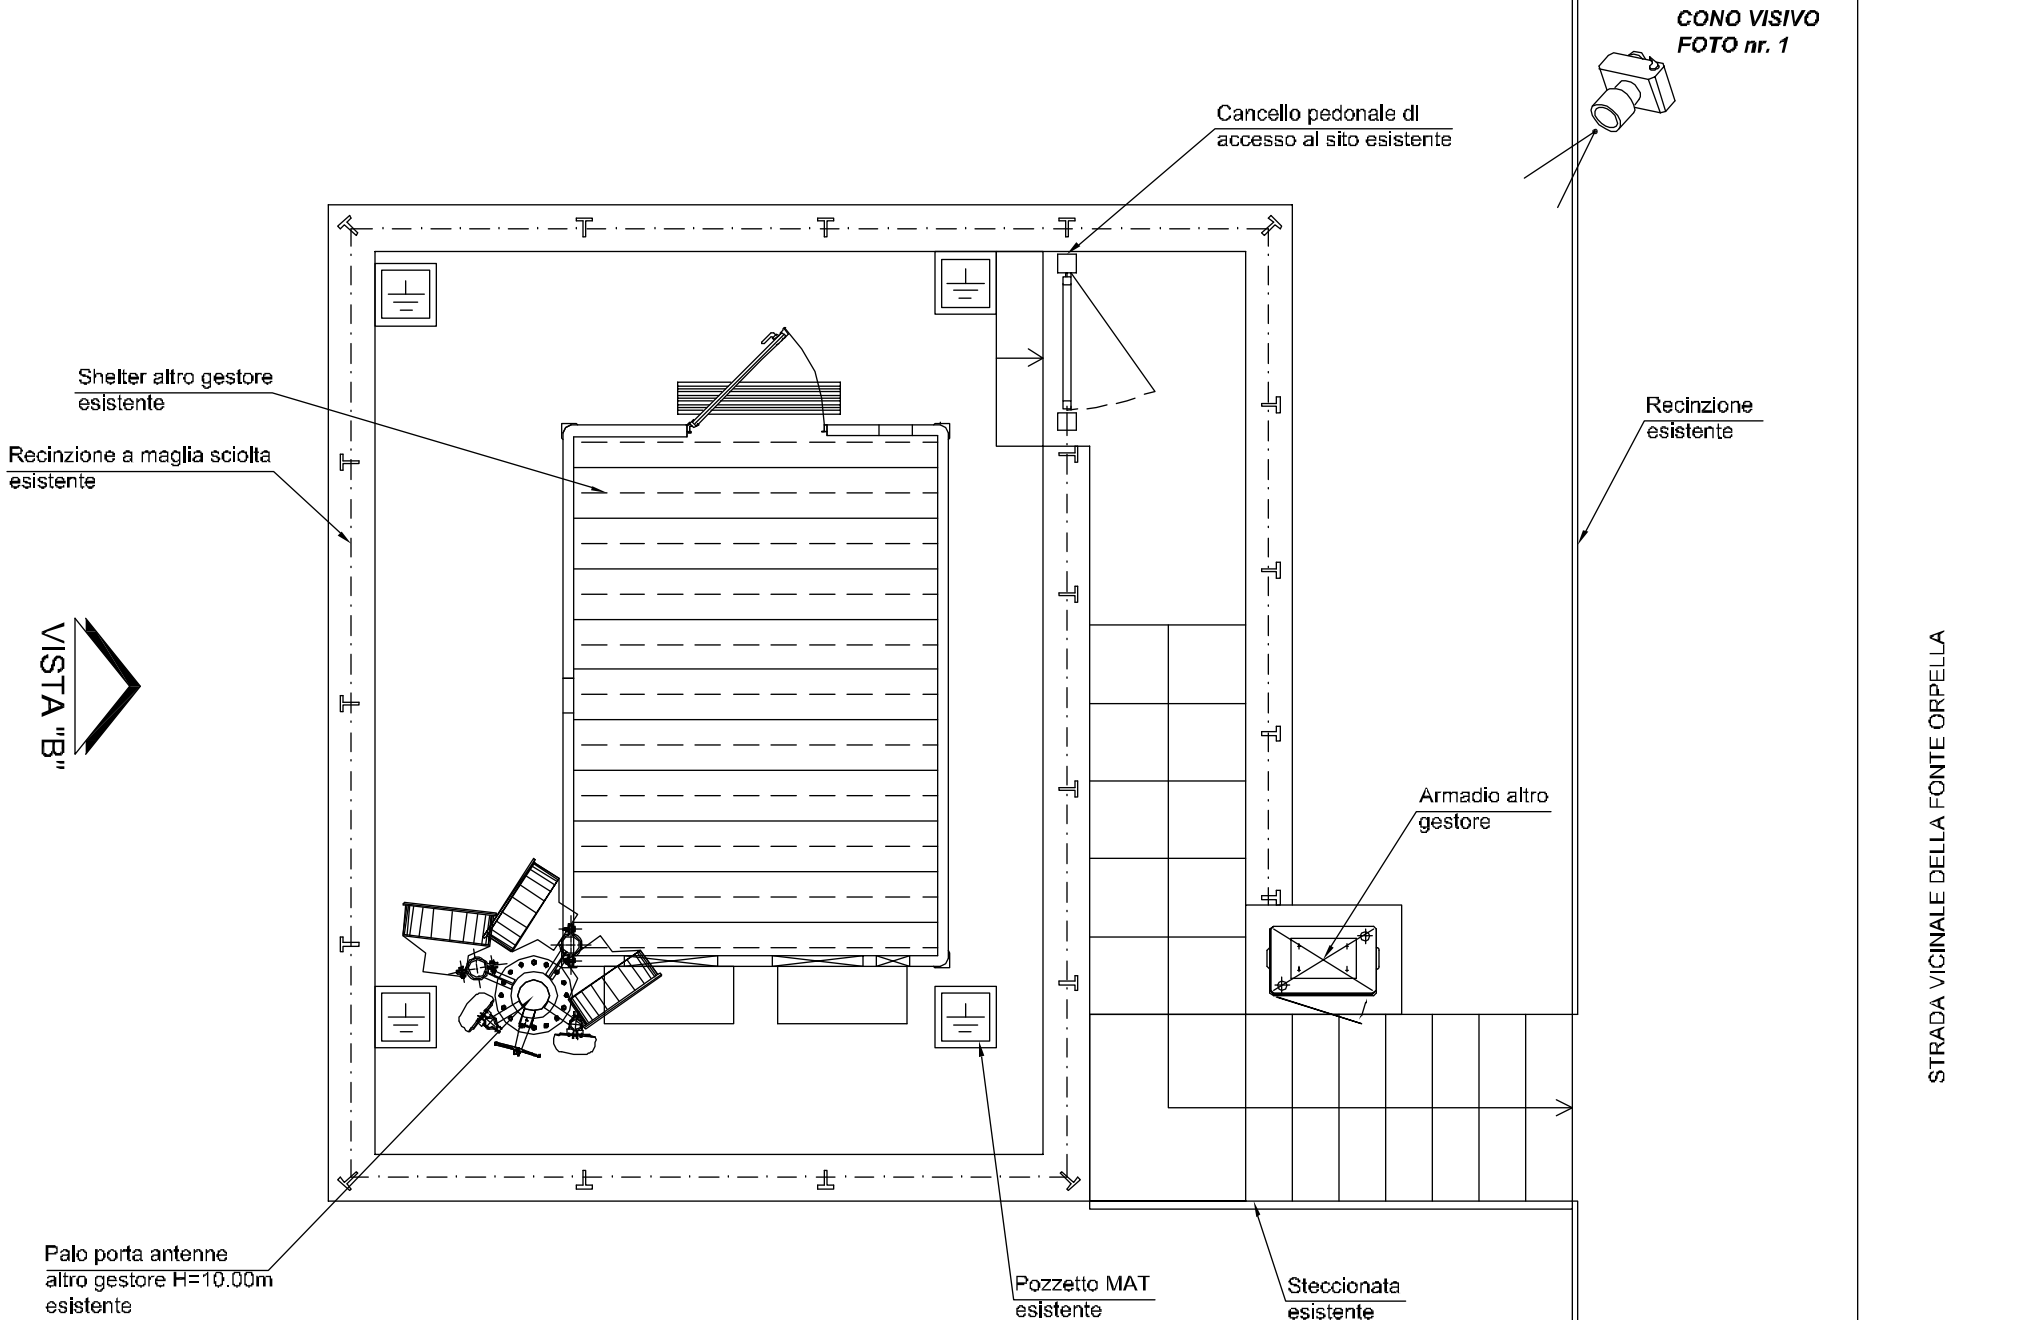 CONO VISIVO
FOTO nr. 1
Cancello pedonale di
accesso al sito esistente
Shelter altro gestore
esistente
Recinzione a maglia sciolta
esistente
Recinzione
esistente
VISTA "B"
Armadio altro
gestore
STRADA VICINALE DELLA FONTE ORPELLA
Palo porta antenne
altro gestore H=10.00m
esistente
Pozzetto MAT
esistente
Steccionata
esistente